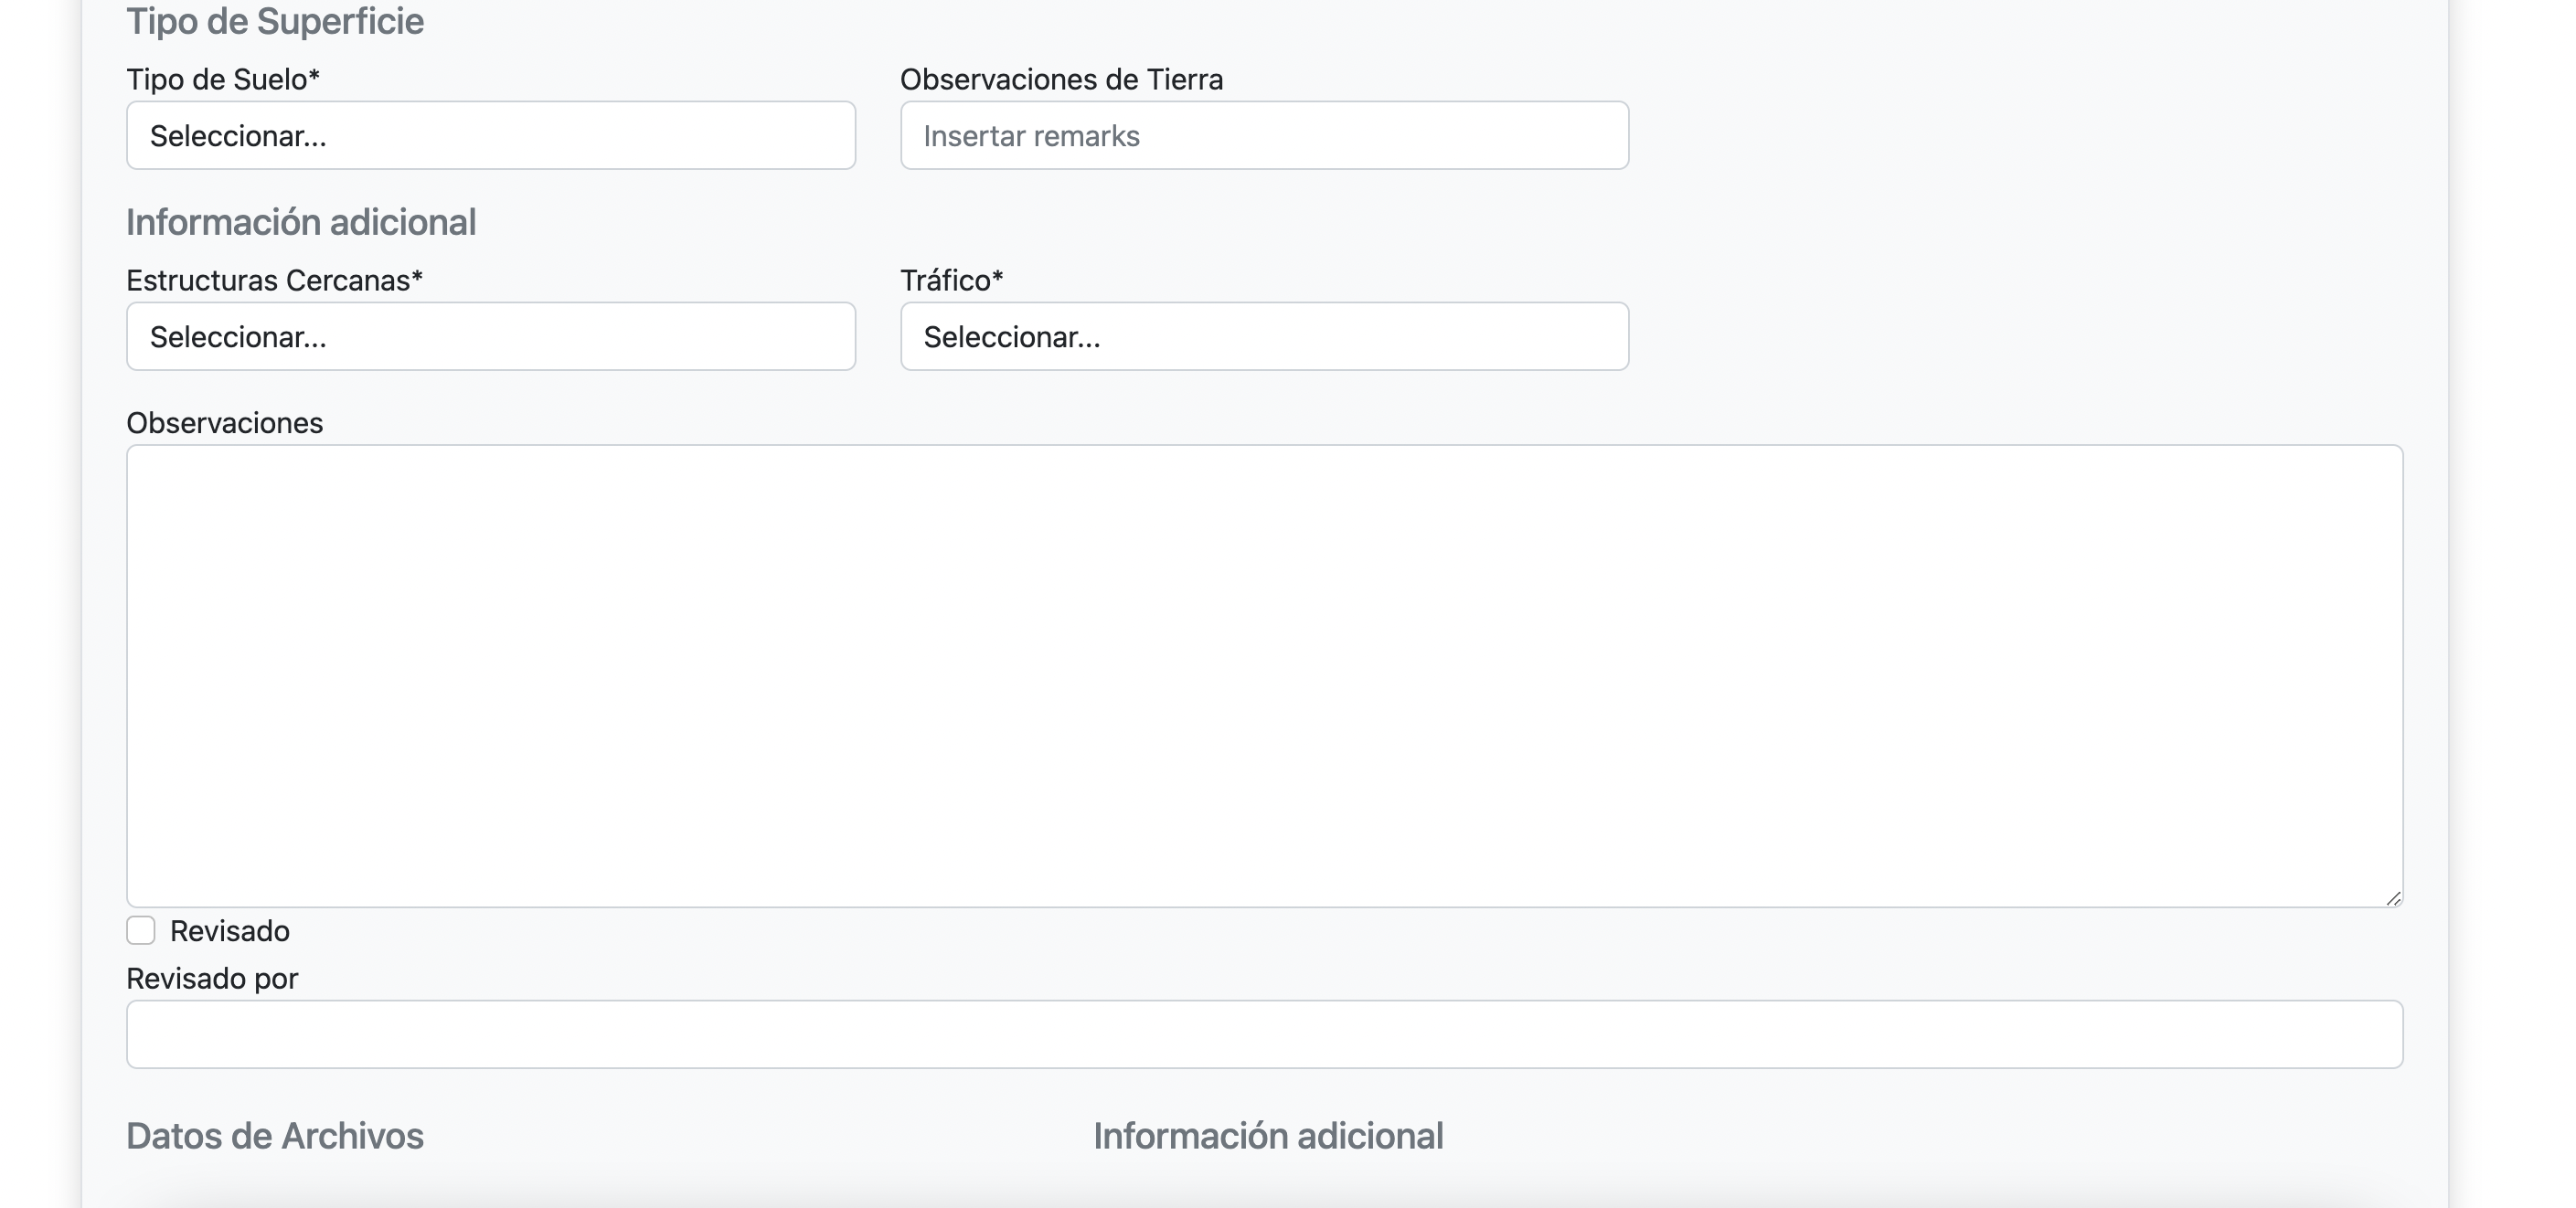 Tipo de Superficie
Tipo de Suelo*
Observaciones de Tierra
Seleccionar...
Insertar remarks
Información adicional
Estructuras Cercanas*
Tráfico*
Seleccionar...
Seleccionar...
Observaciones
Revisado
Revisado por
Datos de Archivos
Información adicional